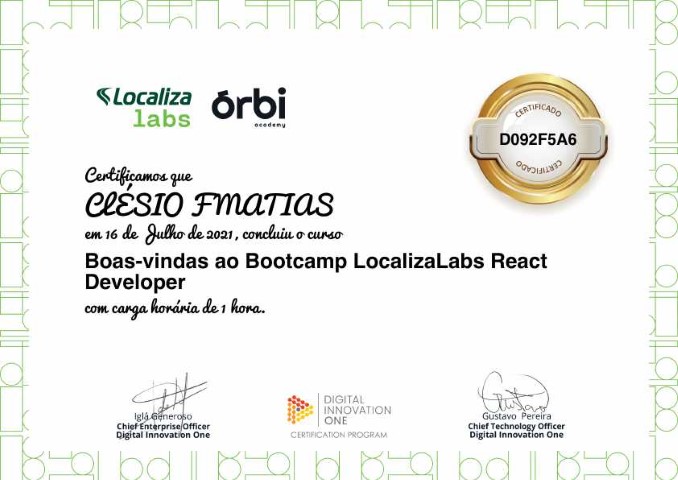 Localiza
labs
órbi
academy
CERTIFICADO
D092F5A6
CERTIFICADO
Certificamos que
ClÉSIO FMATIAS
em 16 de Julho de 2021, concluiu o curso
Boas-vindas ao Bootcamp LocalizaLabs React
Developer
com carga horária de 1 hora.
Iglá Generoso
Chief Enterprise Officer
Digital Innovation One
DIGITAL
INNOVATION
ONE
CERTIFICATION PROGRAM
Gustavo Pereira
Chief Technology Officer
Digital Innovation One